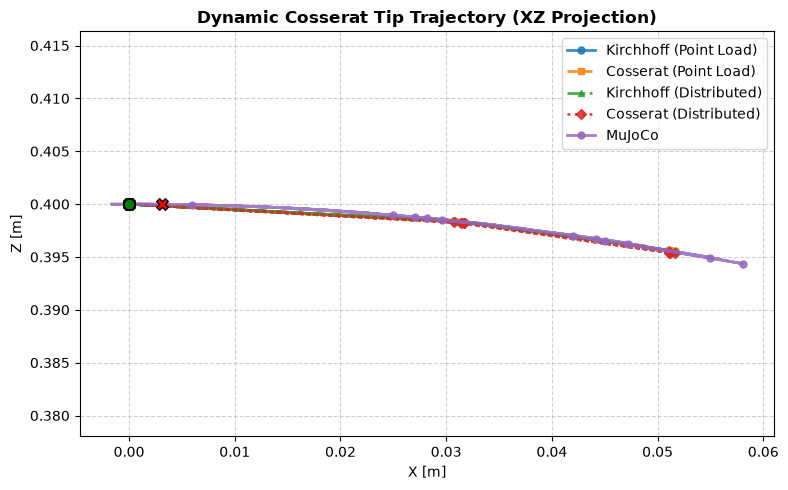 Dynamic Cosserat Tip Trajectory (XZ Projection)
Kirchhoff (Point Load)
Cosserat (Point Load)
Kirchhoff (Distributed)
Cosserat (Distributed)
MuJoCo
Z [m]
0.415
0.410
0.405
0.400
0.395
0.390
0.385
0.380
0.00
0.01
0.02
0.03
0.04
0.05
0.06
X [m]